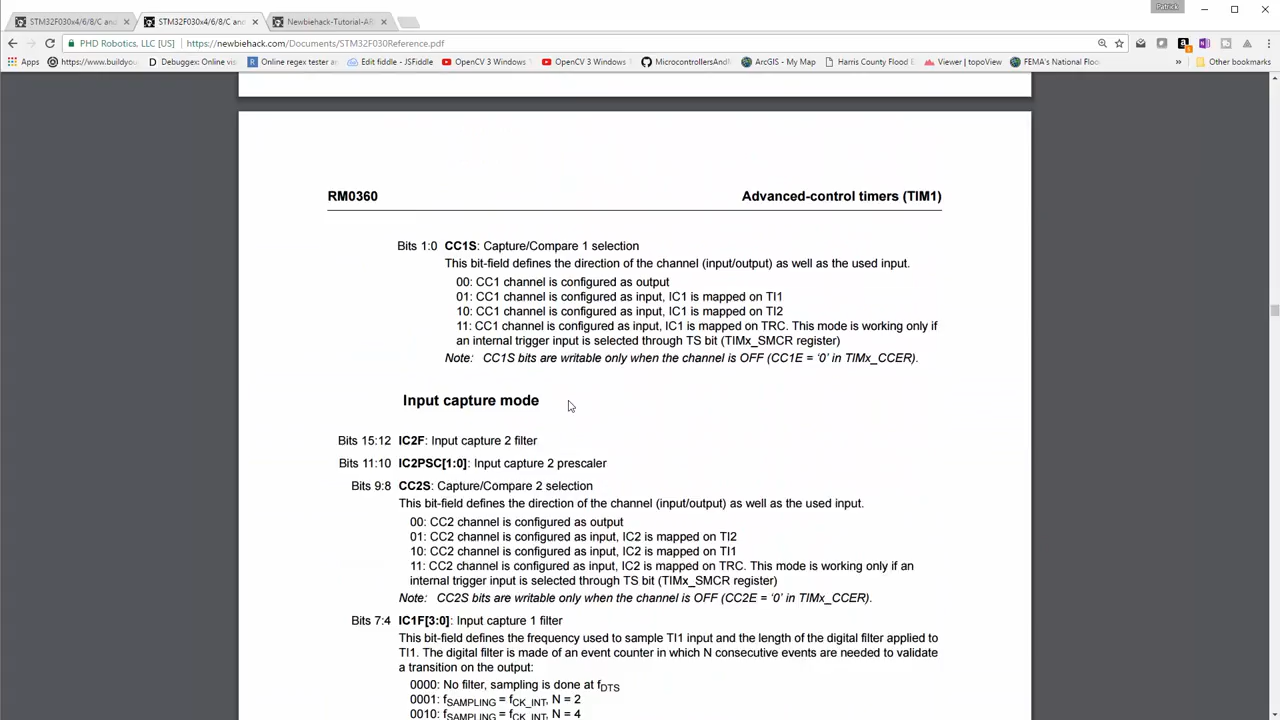 Patrick
STM32F030x4/6/8/C and
STM32F030x4/6/8/C and
Newbiehack-Tutorial-AR
PHD Robotics, LLC [US]
https://newbiehack.com/Documents/STM32F030Reference.pdf
Apps
https://www.buildyou
Debuggex: Online vis
Online regex tester an
Edit fiddle - JSFiddle
OpenCV 3 Windows 1
OpenCV 3 Windows 1
MicrocontrollersAnd
ArcGIS - My Map
Harris County Flood E
Viewer | topoView
FEMA's National Floo
»
Other bookmarks
RM0360
Advanced-control timers (TIM1)
Bits 1:0 CC1S: Capture/Compare 1 selection
This bit-field defines the direction of the channel (input/output) as well as the used input.
00: CC1 channel is configured as output
01: CC1 channel is configured as input, IC1 is mapped on TI1
10: CC1 channel is configured as input, IC1 is mapped on TI2
11: CC1 channel is configured as input, IC1 is mapped on TRC. This mode is working only if
an internal trigger input is selected through TS bit (TIMx_SMCR register)
Note: CC1S bits are writable only when the channel is OFF (CC1E = ‘0’ in TIMx_CCER).
Input capture mode
Bits 15:12 IC2F: Input capture 2 filter
Bits 11:10 IC2PSC[1:0]: Input capture 2 prescaler
Bits 9:8 CC2S: Capture/Compare 2 selection
This bit-field defines the direction of the channel (input/output) as well as the used input.
00: CC2 channel is configured as output
01: CC2 channel is configured as input, IC2 is mapped on TI2
10: CC2 channel is configured as input, IC2 is mapped on TI1
11: CC2 channel is configured as input, IC2 is mapped on TRC. This mode is working only if an
internal trigger input is selected through TS bit (TIMx_SMCR register)
Note: CC2S bits are writable only when the channel is OFF (CC2E = ‘0’ in TIMx_CCER).
Bits 7:4 IC1F[3:0]: Input capture 1 filter
This bit-field defines the frequency used to sample TI1 input and the length of the digital filter applied to
TI1. The digital filter is made of an event counter in which N consecutive events are needed to validate
a transition on the output:
0000: No filter, sampling is done at fDTS
0001: fSAMPLING = fCK_INT, N = 2
0010: fSAMPLING = fCK_INT, N = 4